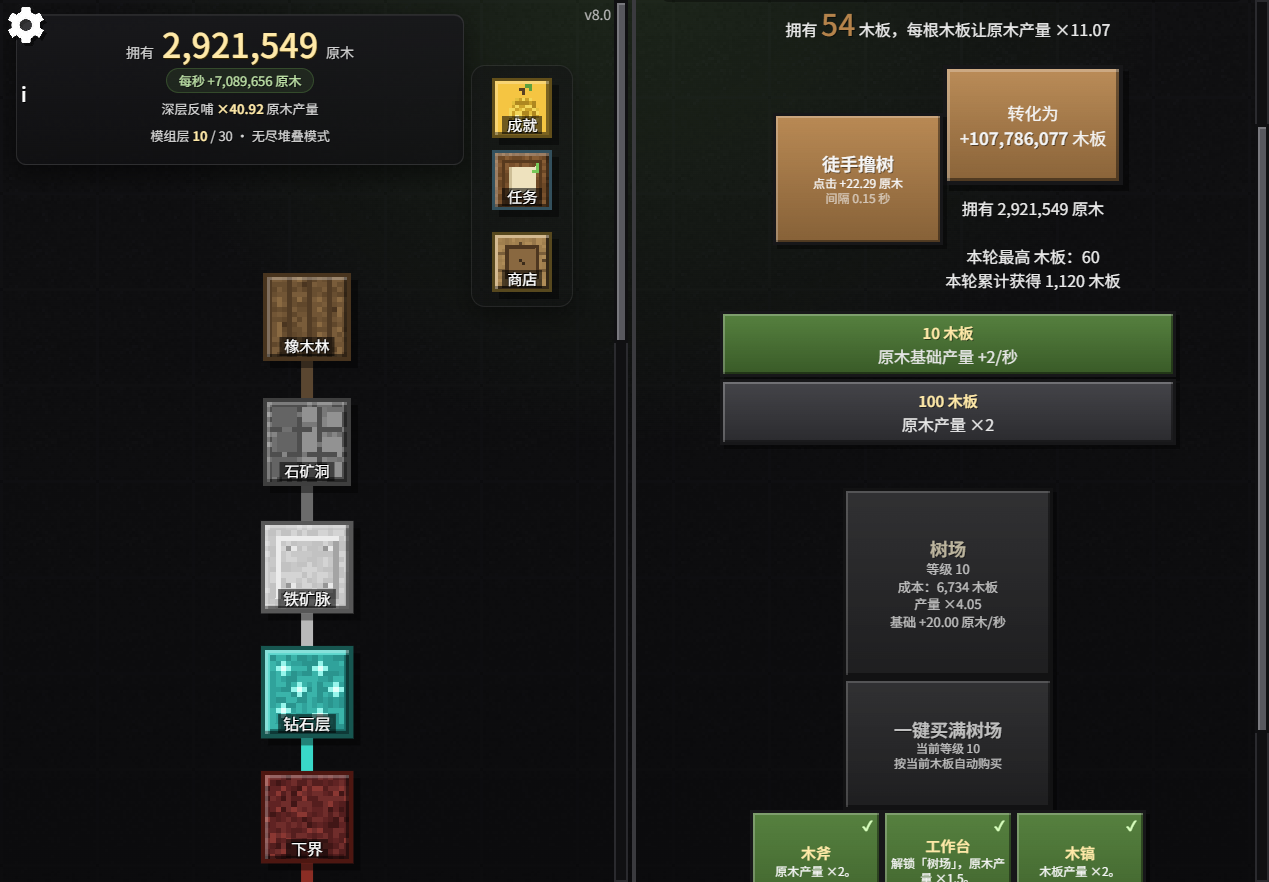 拥有 2,921,549 原木
每秒 +7,089,656 原木
深层反哺 ×40.92 原木产量
模组层 10 / 30 · 无尽堆叠模式
i
v8.0
成就
任务
商店
橡木林
石矿洞
铁矿脉
钻石层
下界
拥有 54 木板，每根木板让原木产量 ×11.07
徒手撸树
点击 +22.29 原木
间隔 0.15 秒
转化为
+107,786,077 木板
拥有 2,921,549 原木
本轮最高 木板：60
本轮累计获得 1,120 木板
10 木板
原木基础产量 +2/秒
100 木板
原木产量 ×2
树场
等级 10
成本：6,734 木板
产量 ×4.05
基础 +20.00 原木/秒
一键买满树场
当前等级 10
按当前木板自动购买
✓
木斧
原木产量 ×2。
✓
工作台
解锁「树场」，原木产
量 ×1.5。
✓
木镐
木板产量 ×2。